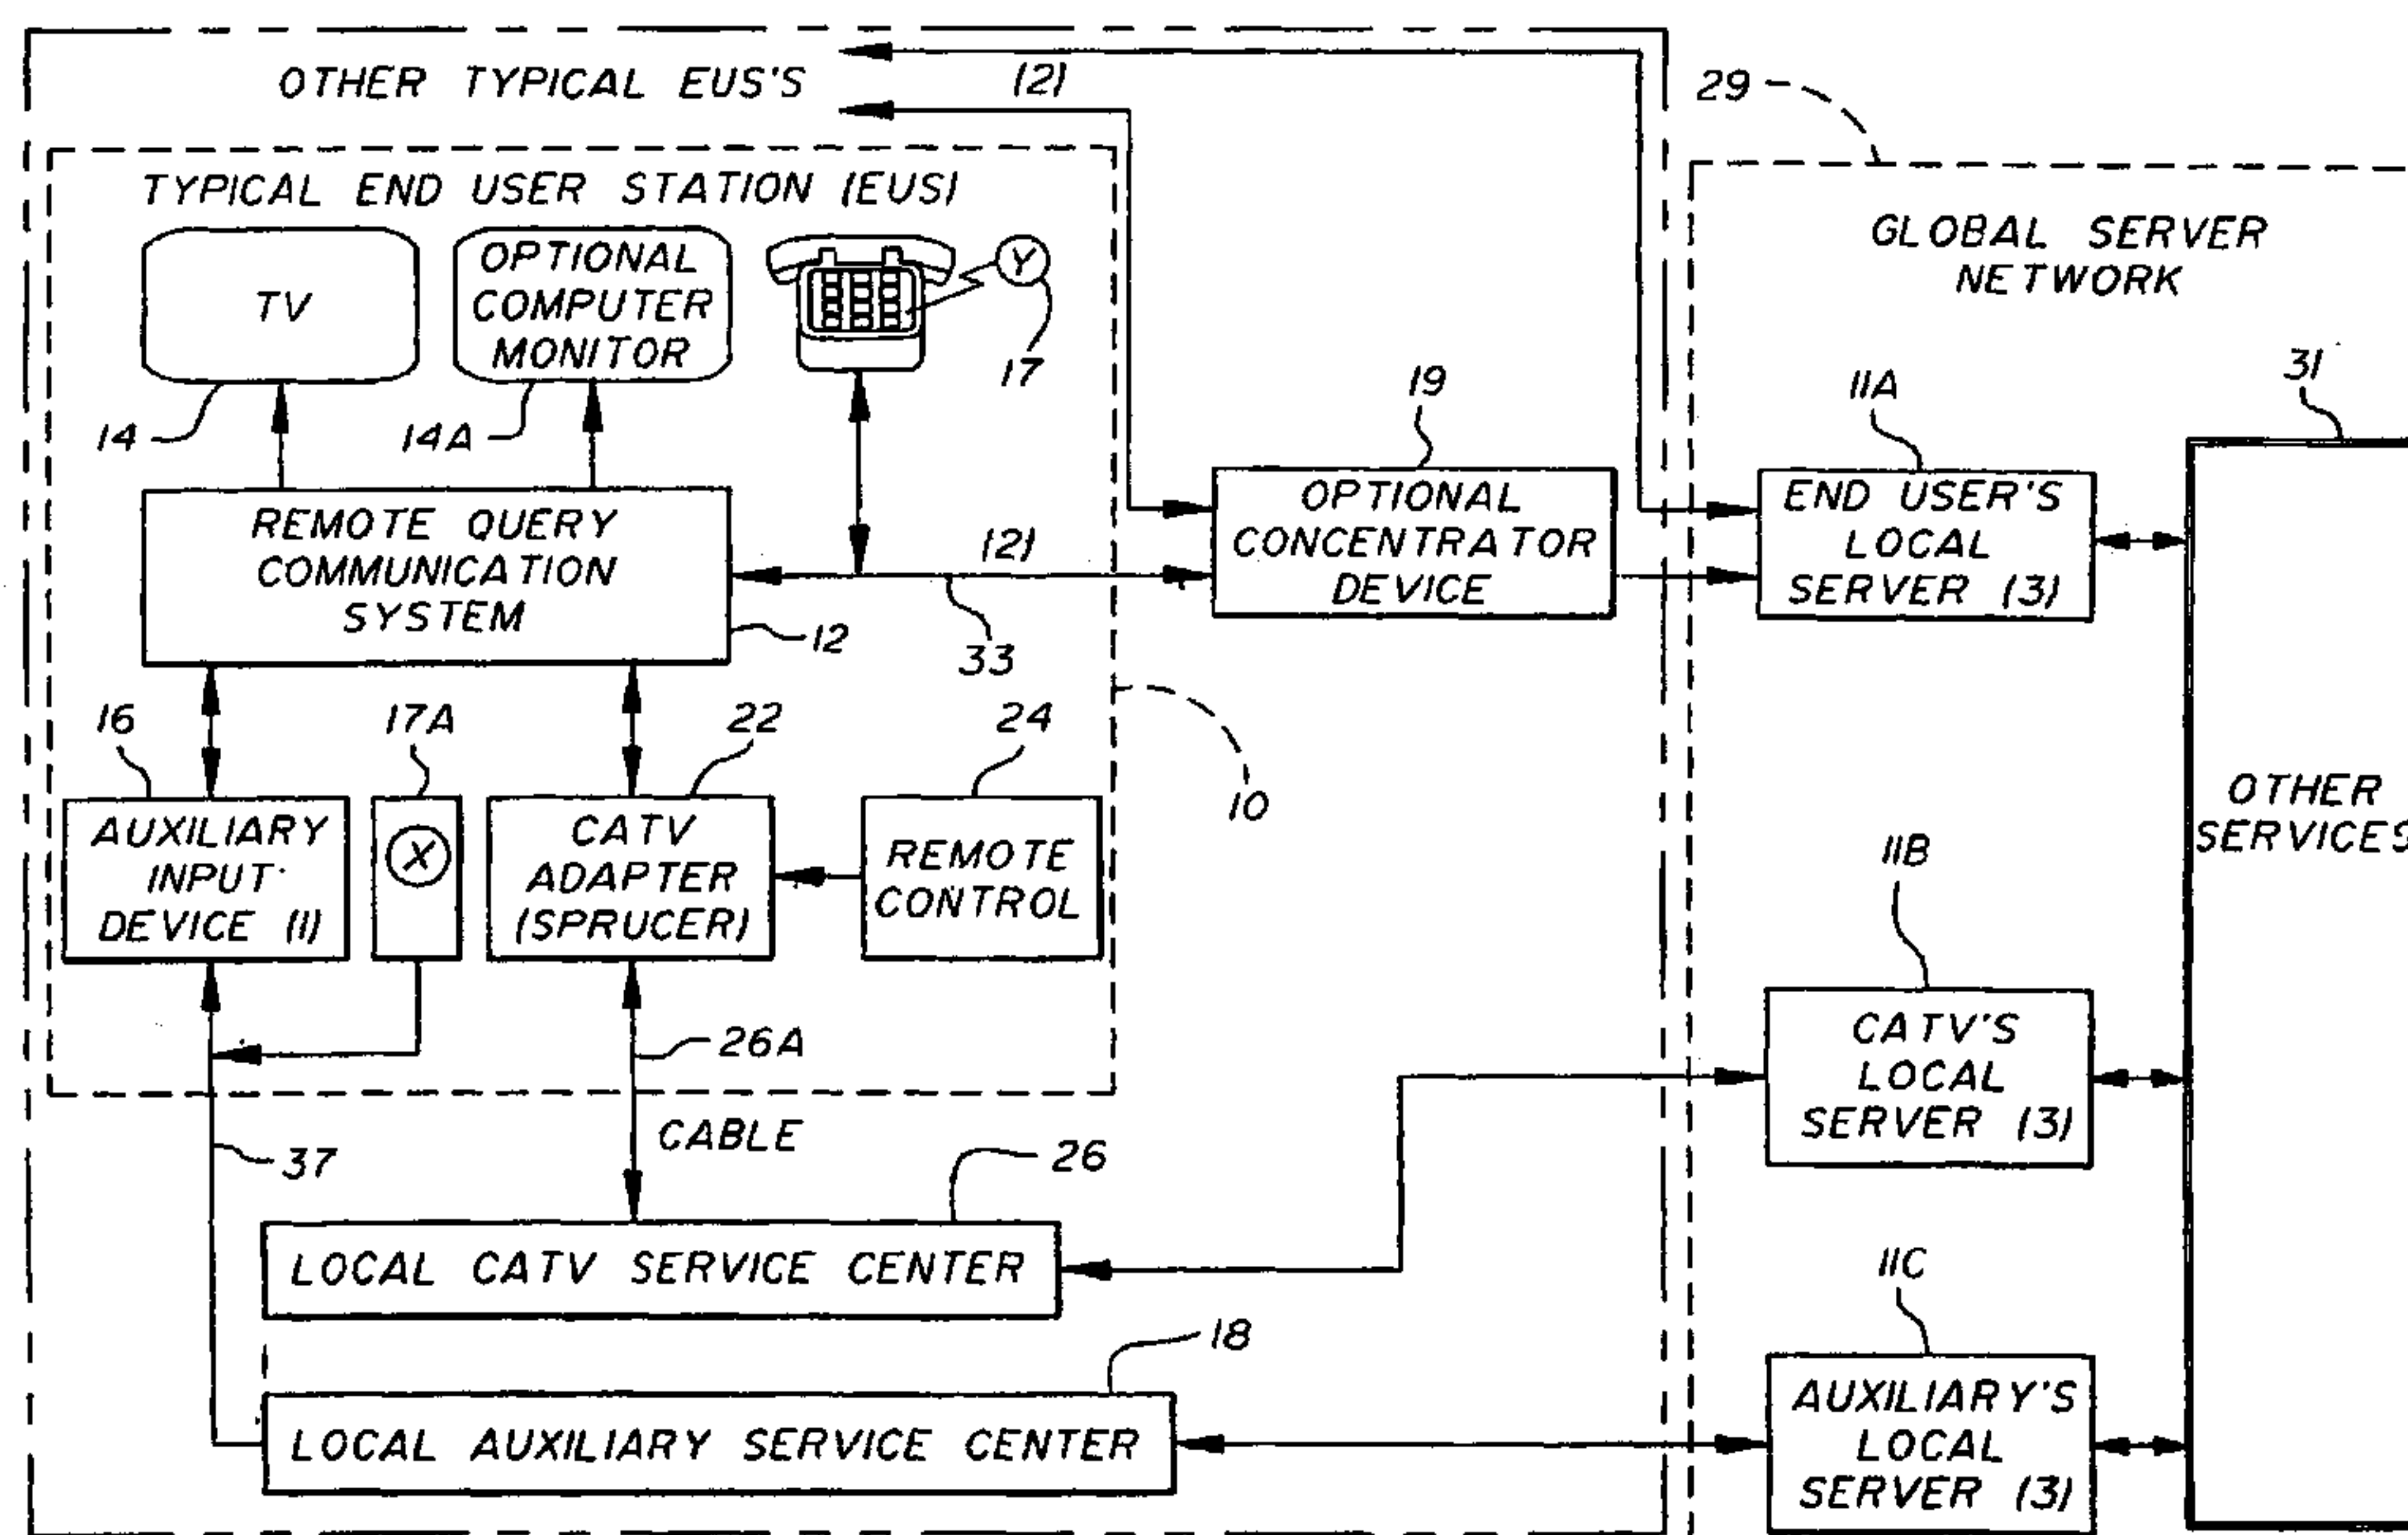 OTHER TYPICAL EUS'S
(2)
29
TYPICAL END USER STATION (EUS)
GLOBAL SERVER
NETWORK
TV
OPTIONAL
COMPUTER
MONITOR
Y
17
14
14A
19
11A
31
REMOTE QUERY
COMMUNICATION
SYSTEM
12
(2)
33
OPTIONAL
CONCENTRATOR
DEVICE
END USER'S
LOCAL
SERVER (3)
16
17A
22
24
10
AUXILIARY
INPUT
DEVICE (1)
X
CATV
ADAPTER
(SPRUCER)
REMOTE
CONTROL
OTHER
SERVICES
11B
26A
CATV'S
LOCAL
SERVER (3)
CABLE
37
26
LOCAL CATV SERVICE CENTER
11C
18
LOCAL AUXILIARY SERVICE CENTER
AUXILIARY'S
LOCAL
SERVER (3)